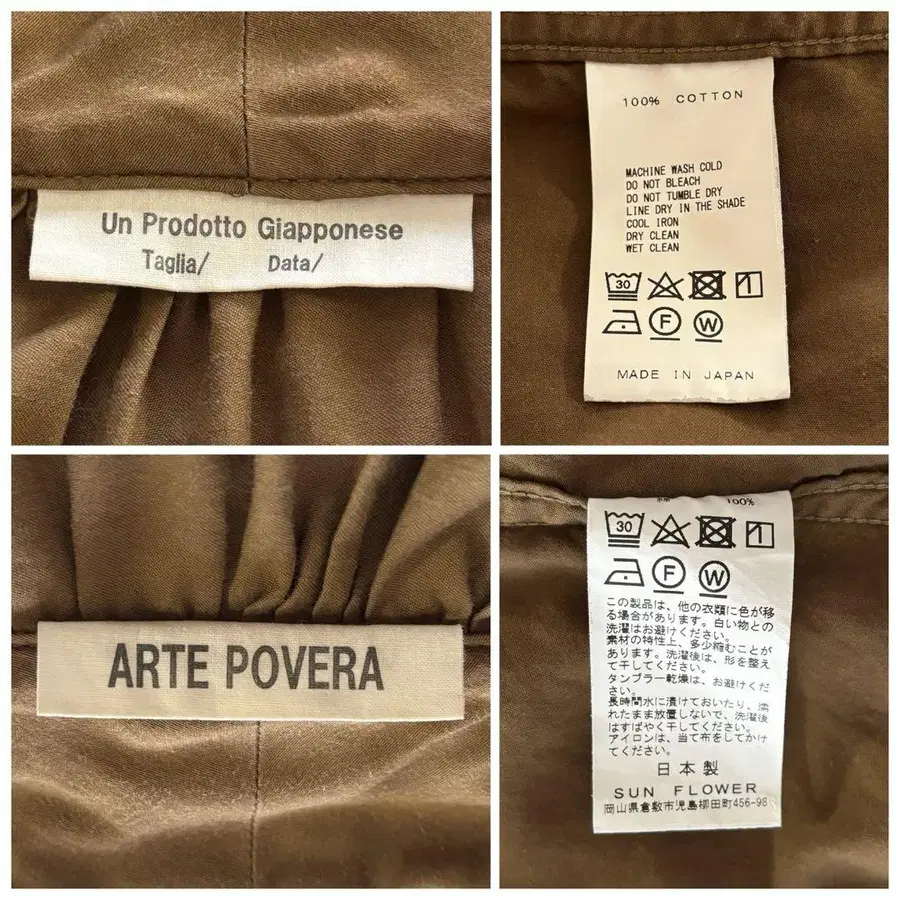 Un Prodotto Giapponese
Taglia/ Data/
100% COTTON
MACHINE WASH COLD
DO NOT BLEACH
DO NOT TUMBLE DRY
LINE DRY IN THE SHADE
COOL IRON
DRY CLEAN
WET CLEAN
30
F W
MADE IN JAPAN
ARTE POVERA
綿 100%
30
F W
この製品は、他の衣類に色が移
る場合があります。白い物との
洗濯はお避けください。
素材の特性上、多少縮むことが
あります。洗濯後は、形を整え
て干してください。
タンブラー乾燥は、お避けくだ
さい。
長時間水に漬けておいたり、濡
れたまま放置しないで、洗濯後
はすばやく干してください。
アイロンは、当て布をしてかけ
てください。
日本製
SUN FLOWER
岡山県倉敷市児島柳田町456-98